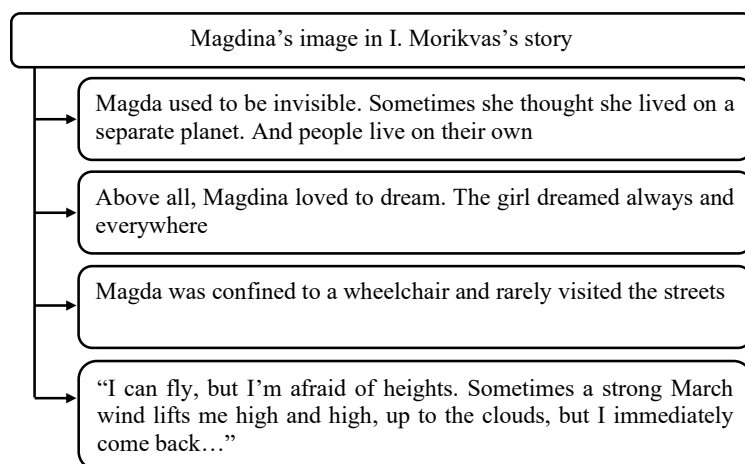 Magdina’s image in I. Morikvas’s story
Magda used to be invisible. Sometimes she thought she lived on a
separate planet. And people live on their own
Above all, Magdina loved to dream. The girl dreamed always and
everywhere
Magda was confined to a wheelchair and rarely visited the streets
“I can fly, but I’m afraid of heights. Sometimes a strong March
wind lifts me high and high, up to the clouds, but I immediately
come back…”